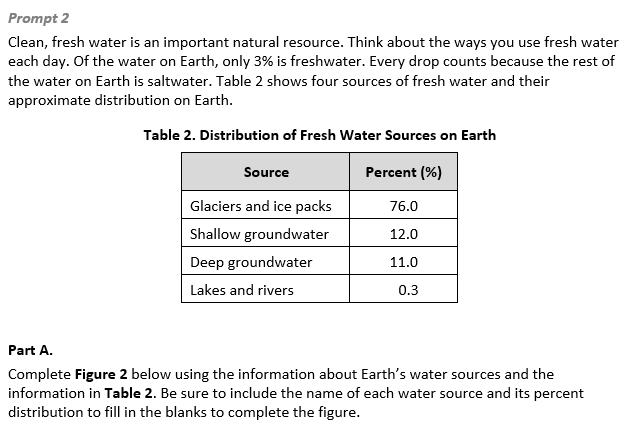 Prompt 2
Clean, fresh water is an important natural resource. Think about the ways you use fresh water
each day. Of the water on Earth, only 3% is freshwater. Every drop counts because the rest of
the water on Earth is saltwater. Table 2 shows four sources of fresh water and their
approximate distribution on Earth.
Table 2. Distribution of Fresh Water Sources on Earth
Source Percent (%)
Glaciers and ice packs 76.0
Shallow groundwater 12.0
Deep groundwater 11.0
Lakes and rivers 0.3
Part A.
Complete Figure 2 below using the information about Earth's water sources and the
information in Table 2. Be sure to include the name of each water source and its percent
distribution to fill in the blanks to complete the figure.